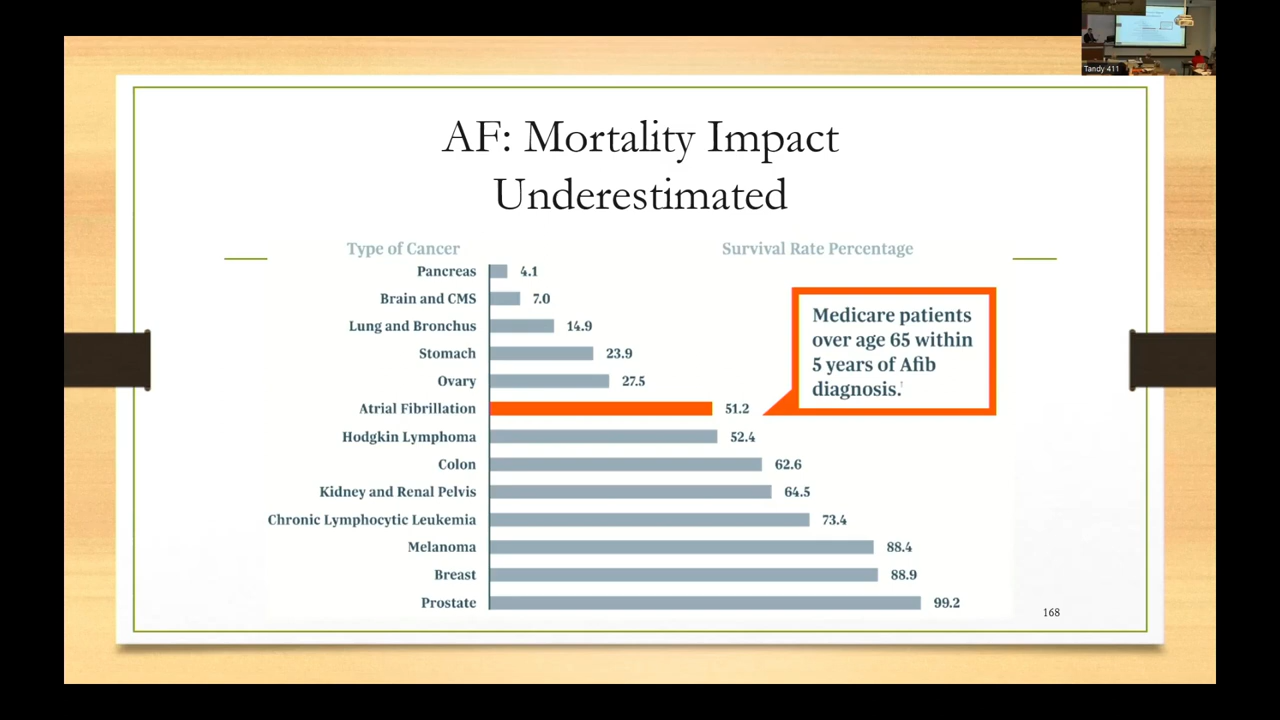 Tandy 411
AF: Mortality Impact
Underestimated
Type of Cancer Survival Rate Percentage
Pancreas 4.1
Brain and CMS 7.0
Lung and Bronchus 14.9
Stomach 23.9
Ovary 27.5
Atrial Fibrillation 51.2
Hodgkin Lymphoma 52.4
Colon 62.6
Kidney and Renal Pelvis 64.5
Chronic Lymphocytic Leukemia 73.4
Melanoma 88.4
Breast 88.9
Prostate 99.2
Medicare patients
over age 65 within
5 years of Afib
diagnosis.
168